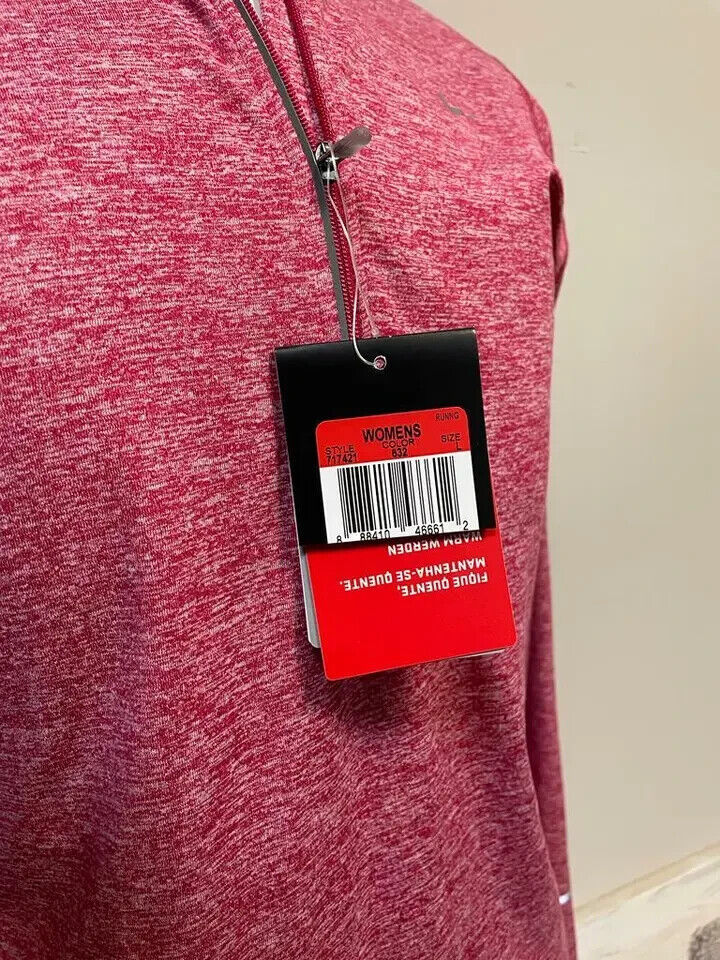 RUNNG
WOMENS
STYLE COLOR SIZE
717421 632 L
8 88410 46661 2
FIQUE QUENTE,
MANTENHA-SE QUENTE.
WARM WERDEN